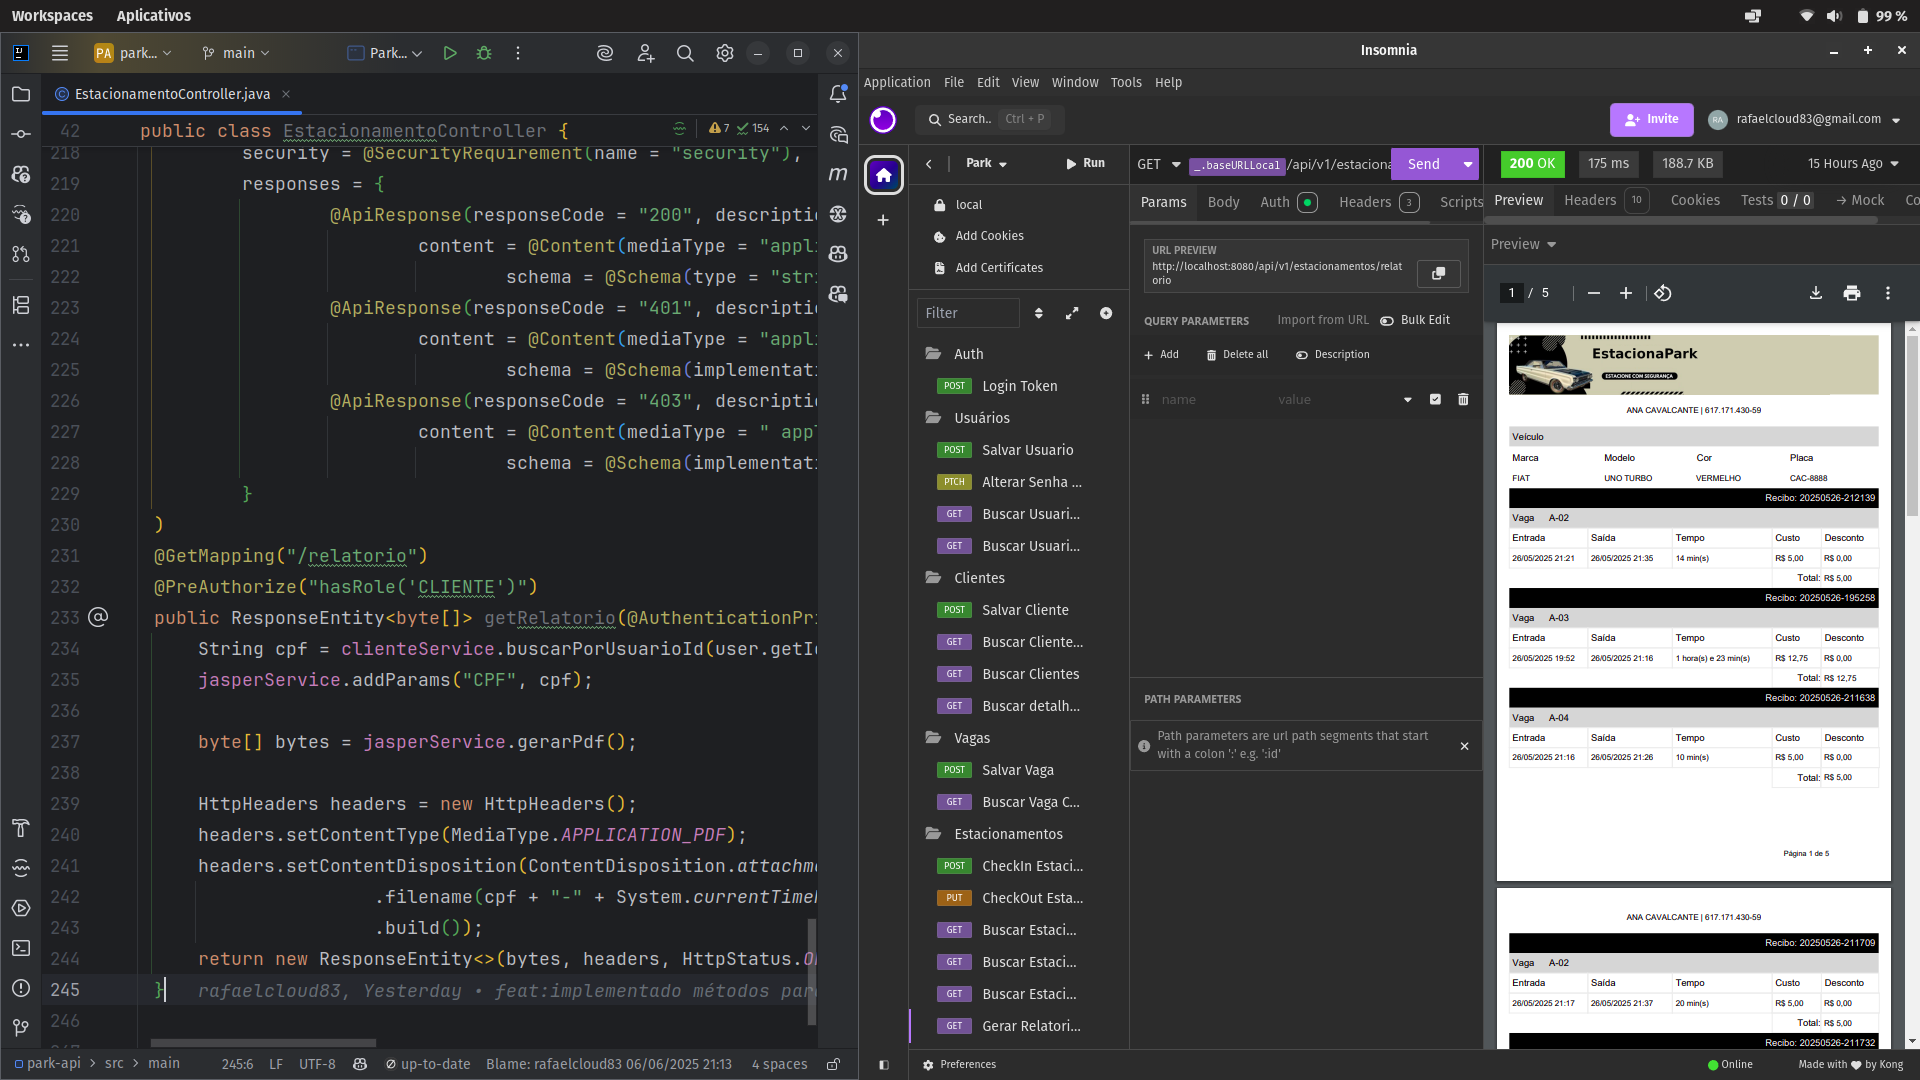 Workspaces Aplicativos
99 %
PA park... main Park...
EstacionamentoController.java
42 public class EstacionamentoController {
7 154
218 security = @SecurityRequirement(name = "security"),
219 responses = {
220 @ApiResponse(responseCode = "200", descripti
221 content = @Content(mediaType = "appl
222 schema = @Schema(type = "stri
223 @ApiResponse(responseCode = "401", descripti
224 content = @Content(mediaType = "appl
225 schema = @Schema(implementat
226 @ApiResponse(responseCode = "403", descripti
227 content = @Content(mediaType = " app
228 schema = @Schema(implementat
229 }
230 )
231 @GetMapping("/relatorio")
232 @PreAuthorize("hasRole('CLIENTE')")
233 public ResponseEntity<byte[]> getRelatorio(@AuthenticationPr
234 String cpf = clienteService.buscarPorUsuarioId(user.getI
235 jasperService.addParams("CPF", cpf);
236
237 byte[] bytes = jasperService.gerarPdf();
238
239 HttpHeaders headers = new HttpHeaders();
240 headers.setContentType(MediaType.APPLICATION_PDF);
241 headers.setContentDisposition(ContentDisposition.attachm
242 .filename(cpf + "-" + System.currentTime
243 .build());
244 return new ResponseEntity<>(bytes, headers, HttpStatus.O
245 } rafaelcloud83, Yesterday • feat:implementado métodos par
246
park-api > src > main 245:6 LF UTF-8 up-to-date Blame: rafaelcloud83 06/06/2025 21:13 4 spaces
Insomnia
Application File Edit View Window Tools Help
Search.. Ctrl + P
Invite RA rafaelcloud83@gmail.com
Park Run
local
Add Cookies
Add Certificates
Filter
Auth
POST Login Token
Usuários
POST Salvar Usuario
PTCH Alterar Senha ...
GET Buscar Usuari...
GET Buscar Usuari...
Clientes
POST Salvar Cliente
GET Buscar Cliente...
GET Buscar Clientes
GET Buscar detalh...
Vagas
POST Salvar Vaga
GET Buscar Vaga C...
Estacionamentos
POST CheckIn Estaci...
PUT CheckOut Esta...
GET Buscar Estaci...
GET Buscar Estaci...
GET Buscar Estaci...
GET Gerar Relatori...
Preferences
GET _.baseURLLocal /api/v1/estaciona Send
Params Body Auth Headers 3 Scripts
URL PREVIEW
http://localhost:8080/api/v1/estacionamentos/relat
orio
QUERY PARAMETERS Import from URL Bulk Edit
+ Add Delete all Description
name value
PATH PARAMETERS
Path parameters are url path segments that start
with a colon ':' e.g. ':id'
200 OK 175 ms 188.7 KB 15 Hours Ago
Preview Headers 10 Cookies Tests 0 / 0 → Mock Co
Preview
1 / 5
EstacionaPark
ESTACIONE COM SEGURANÇA
ANA CAVALCANTE | 617.171.430-59
Veículo
Marca Modelo Cor Placa
FIAT UNO TURBO VERMELHO CAC-8888
Recibo: 20250526-212139
Vaga A-02
Entrada Saída Tempo Custo Desconto
26/05/2025 21:21 26/05/2025 21:35 14 min(s) R$ 5,00 R$ 0,00
Total: R$ 5,00
Recibo: 20250526-195258
Vaga A-03
Entrada Saída Tempo Custo Desconto
26/05/2025 19:52 26/05/2025 21:16 1 hora(s) e 23 min(s) R$ 12,75 R$ 0,00
Total: R$ 12,75
Recibo: 20250526-211638
Vaga A-04
Entrada Saída Tempo Custo Desconto
26/05/2025 21:16 26/05/2025 21:26 10 min(s) R$ 5,00 R$ 0,00
Total: R$ 5,00
Página 1 de 5
ANA CAVALCANTE | 617.171.430-59
Recibo: 20250526-211709
Vaga A-02
Entrada Saída Tempo Custo Desconto
26/05/2025 21:17 26/05/2025 21:37 20 min(s) R$ 5,00 R$ 0,00
Total: R$ 5,00
Recibo: 20250526-211732
Online Made with by Kong